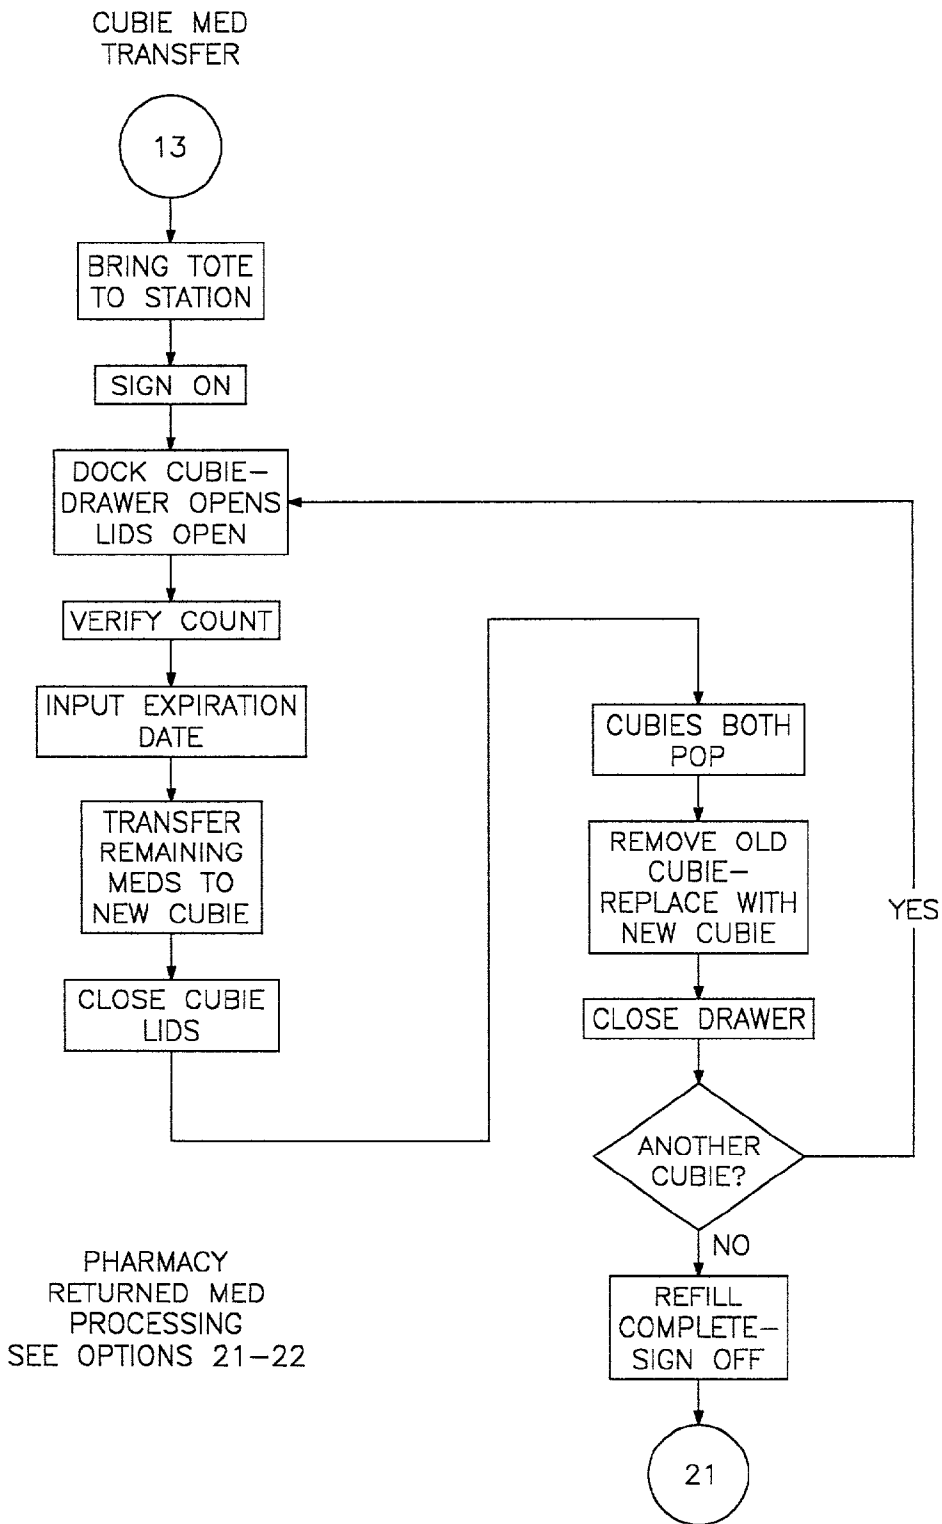 CUBIE MED
TRANSFER
13
BRING TOTE
TO STATION
SIGN ON
DOCK CUBIE-
DRAWER OPENS
LIDS OPEN
VERIFY COUNT
INPUT EXPIRATION
DATE
TRANSFER
REMAINING
MEDS TO
NEW CUBIE
CLOSE CUBIE
LIDS
CUBIES BOTH
POP
REMOVE OLD
CUBIE-
REPLACE WITH
NEW CUBIE
CLOSE DRAWER
ANOTHER
CUBIE?
YES
NO
REFILL
COMPLETE-
SIGN OFF
21
PHARMACY
RETURNED MED
PROCESSING
SEE OPTIONS 21-22